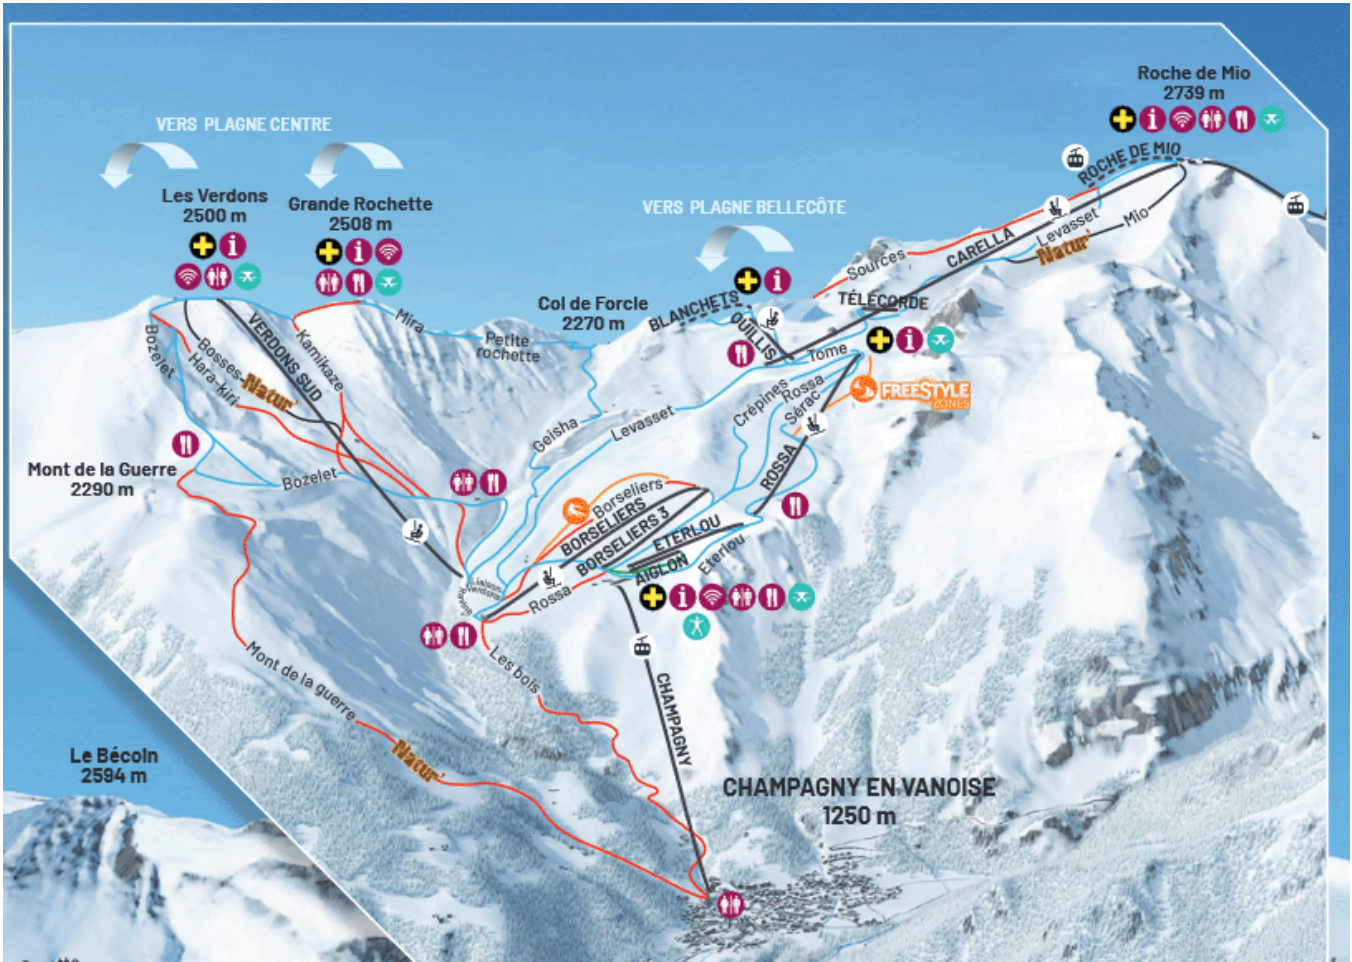 Roche de Mio
2739 m
VERS PLAGNE CENTRE
ROCHE DE MIO
Les Verdons
2500 m
Grande Rochette
2508 m
VERS PLAGNE BELLECÔTE
Levasset
Mio
CARELLA
Natur'
Sources
TÉLÉCORDE
Col de Forcle
2270 m
BLANCHETS
QUILLIS
VERDONS SUD
Mira
Petite
rochette
Kamikaze
Bozelet
Bosses
Hara-kiri
Natur'
Tome
Crêpines
Rossa
Sérac
FREESTYLE
ZONES
Levasset
Geisha
ROSSA
Mont de la Guerre
2290 m
Bozelet
Borseliers
BORSELIERS
BORSELIERS 3
ETERLOU
Eterlou
AIGLON
Liaison
Verdons
Rossa
Les bois
Mont de la guerre
Natur'
CHAMPAGNY
Le Bécoin
2594 m
CHAMPAGNY EN VANOISE
1250 m